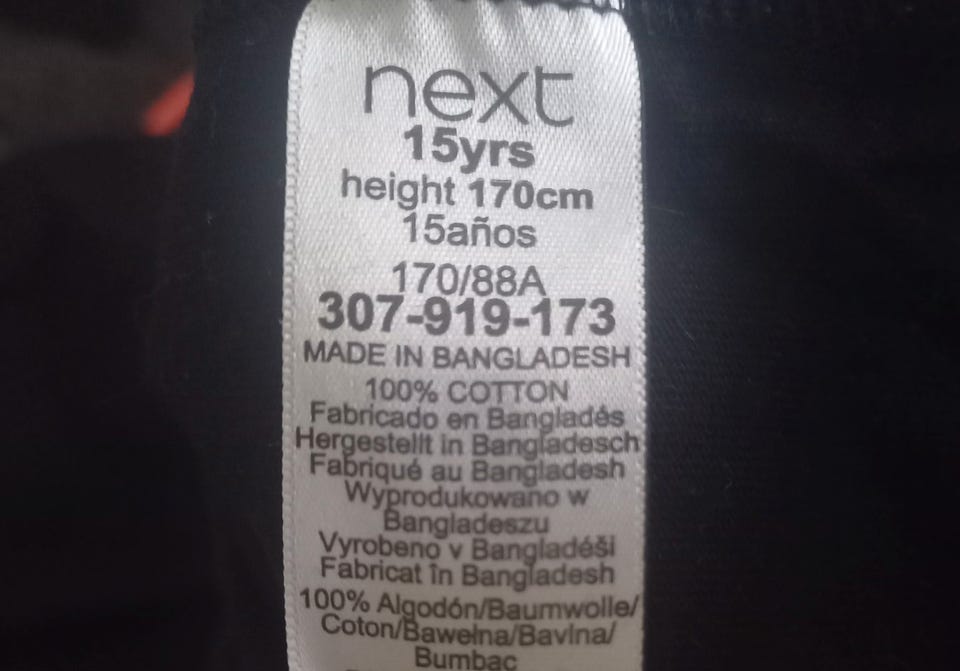 next
15yrs
height 170cm
15años
170/88A
307-919-173
MADE IN BANGLADESH
100% COTTON
Fabricado en Bangladés
Hergestellt in Bangladesch
Fabriqué au Bangladesh
Wyprodukowano w
Bangladeszu
Vyrobeno v Bangladéši
Fabricat în Bangladesh
100% Algodón/Baumwolle/
Coton/Bawełna/Bavlna/
Bumbac